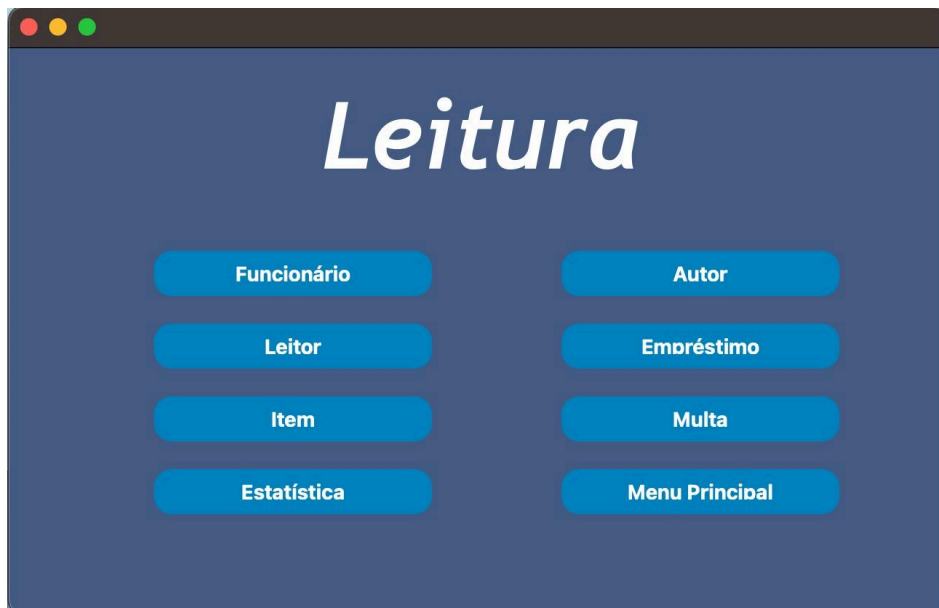 Leitura
Funcionário
Autor
Leitor
Empréstimo
Item
Multa
Estatística
Menu Principal